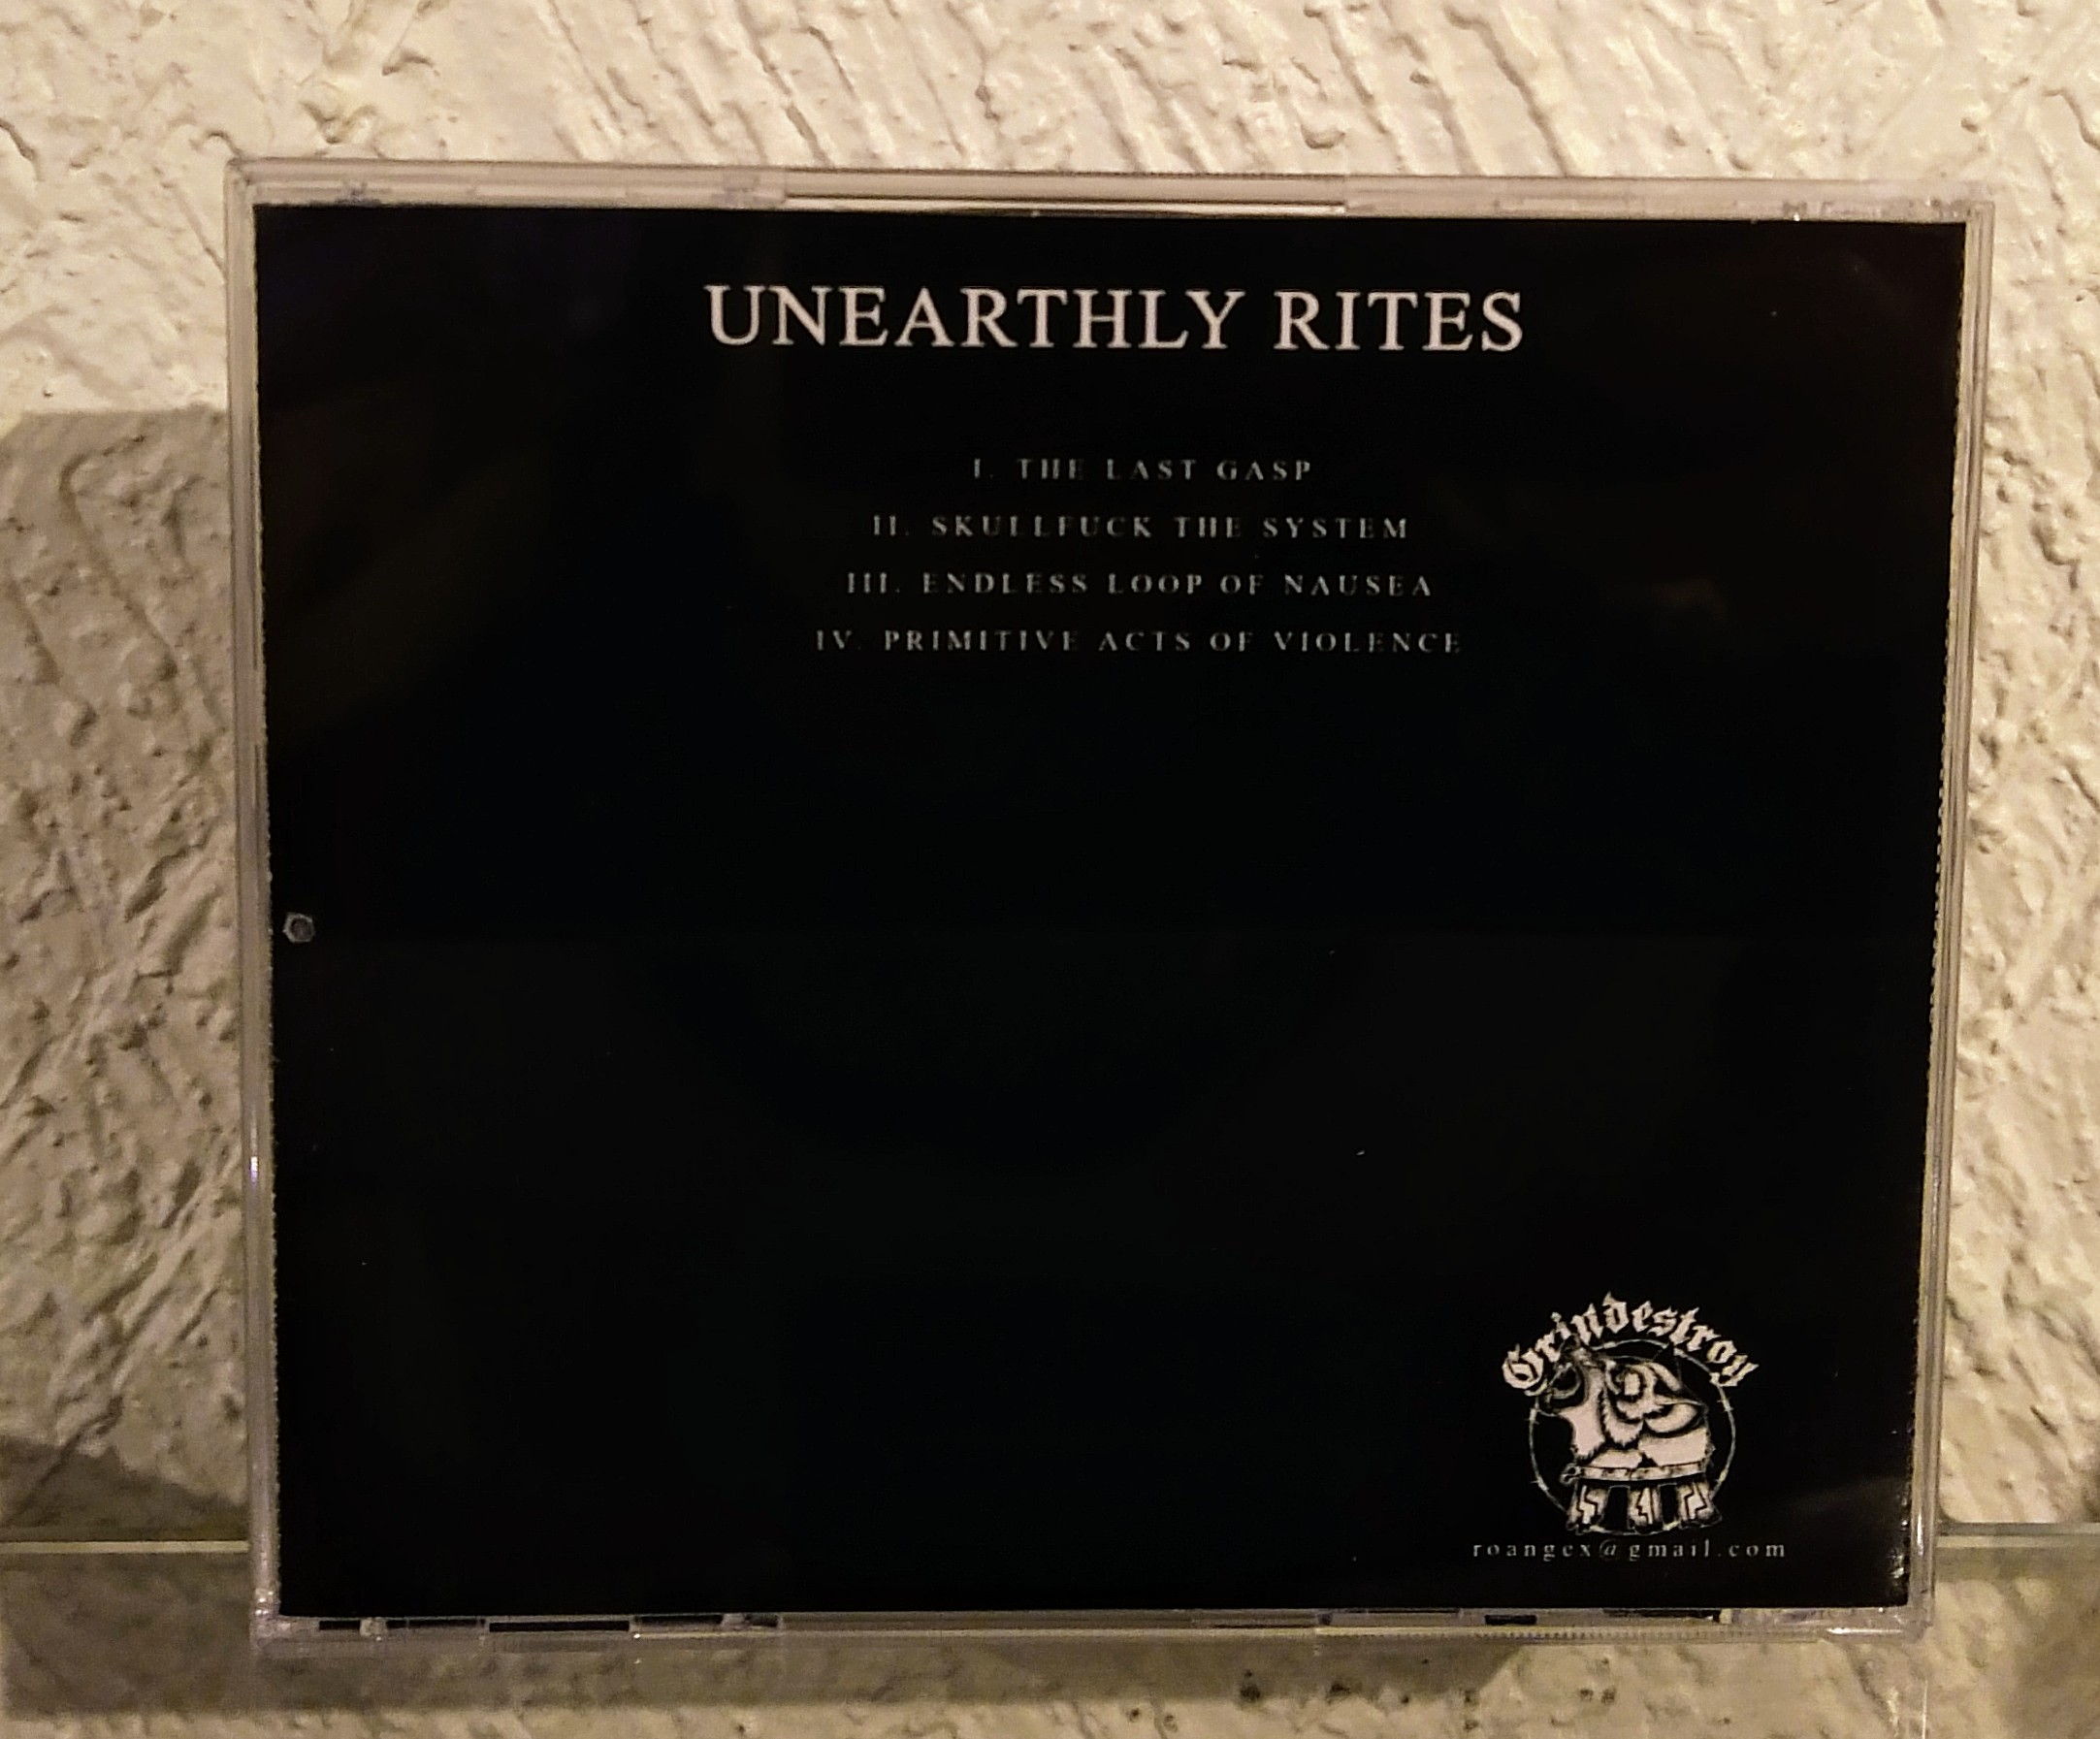 UNEARTHLY RITES
I. THE LAST GASP
II. SKULLFUCK THE SYSTEM
III. ENDLESS LOOP OF NAUSEA
IV. PRIMITIVE ACTS OF VIOLENCE
Grindestroy
roangex@gmail.com